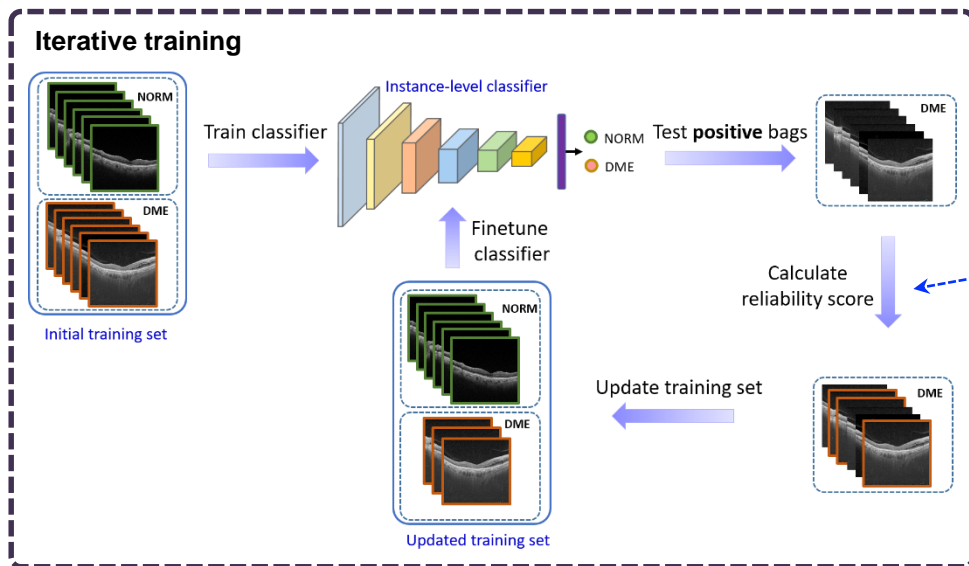 Iterative training
NORM
DME
Initial training set
Train classifier
Instance-level classifier
NORM
DME
Test positive bags
DME
Calculate
reliability score
DME
Update training set
NORM
DME
Updated training set
Finetune
classifier